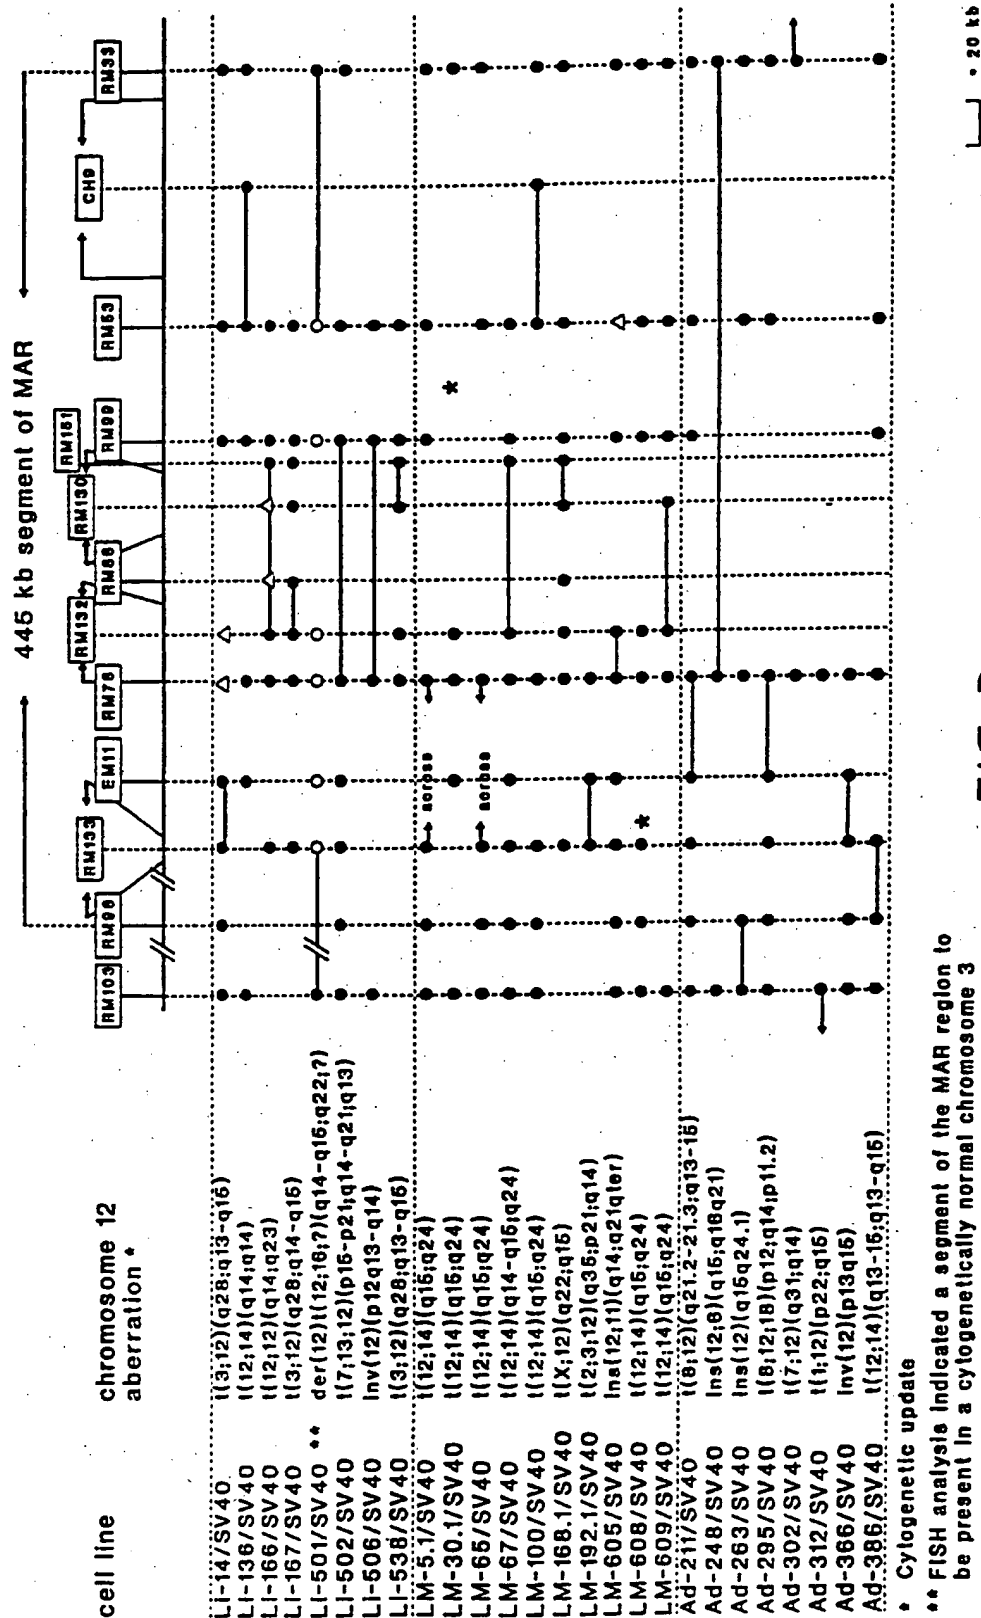 445 kb segment of MAR
RM103
RM96
RM133
EM11
RM76
RM132
RM86
RM130
RM151
RM99
RM53
CH9
RM33
cell line chromosome 12 aberration *
LI-14/SV40 t(3;12)(q28;q13-q15)
LI-136/SV40 t(12;14)(q14;q14)
LI-166/SV40 t(12;12)(q14;q23)
LI-167/SV40 t(3;12)(q28;q14-q15)
LI-501/SV40 ** der(12)t(12;16;?)(q14-q15;q22;?)
LI-502/SV40 t(7;13;12)(p15-p21;q14-q21;q13)
LI-506/SV40 Inv(12)(p12q13-q14)
LI-538/SV40 t(3;12)(q28;q13-q15)
LM-5.1/SV40 t(12;14)(q15;q24) across
LM-30.1/SV40 t(12;14)(q15;q24) *
LM-65/SV40 t(12;14)(q15;q24) across
LM-67/SV40 t(12;14)(q14-q15;q24)
LM-100/SV40 t(12;14)(q15;q24)
LM-168.1/SV40 t(X;12)(q22;q15)
LM-192.1/SV40 t(2;3;12)(q35;p21;q14)
LM-605/SV40 Ins(12;11)(q14;q21qter)
LM-608/SV40 t(12;14)(q15;q24) *
LM-609/SV40 t(12;14)(q15;q24)
Ad-211/SV40 t(8;12)(q21.2-21.3;q13-15)
Ad-248/SV40 Ins(12;6)(q15;q16q21)
Ad-263/SV40 Ins(12)(q15q24.1)
Ad-295/SV40 t(8;12;18)(p12;q14;p11.2)
Ad-302/SV40 t(7;12)(q31;q14)
Ad-312/SV40 t(1;12)(p22;q15)
Ad-366/SV40 Inv(12)(p13q15)
Ad-386/SV40 t(12;14)(q13-15;q13-q15)
* Cytogenetic update
** FISH analysis indicated a segment of the MAR region to
be present in a cytogenetically normal chromosome 3
= 20 kb